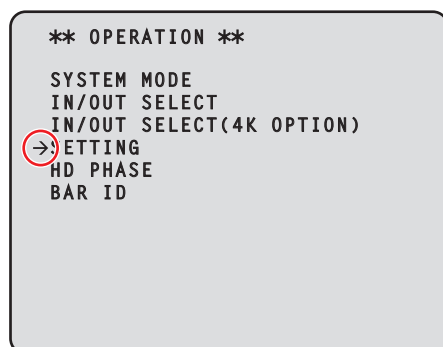 ** OPERATION **
SYSTEM MODE
IN/OUT SELECT
IN/OUT SELECT(4K OPTION)
→SETTING
HD PHASE
BAR ID